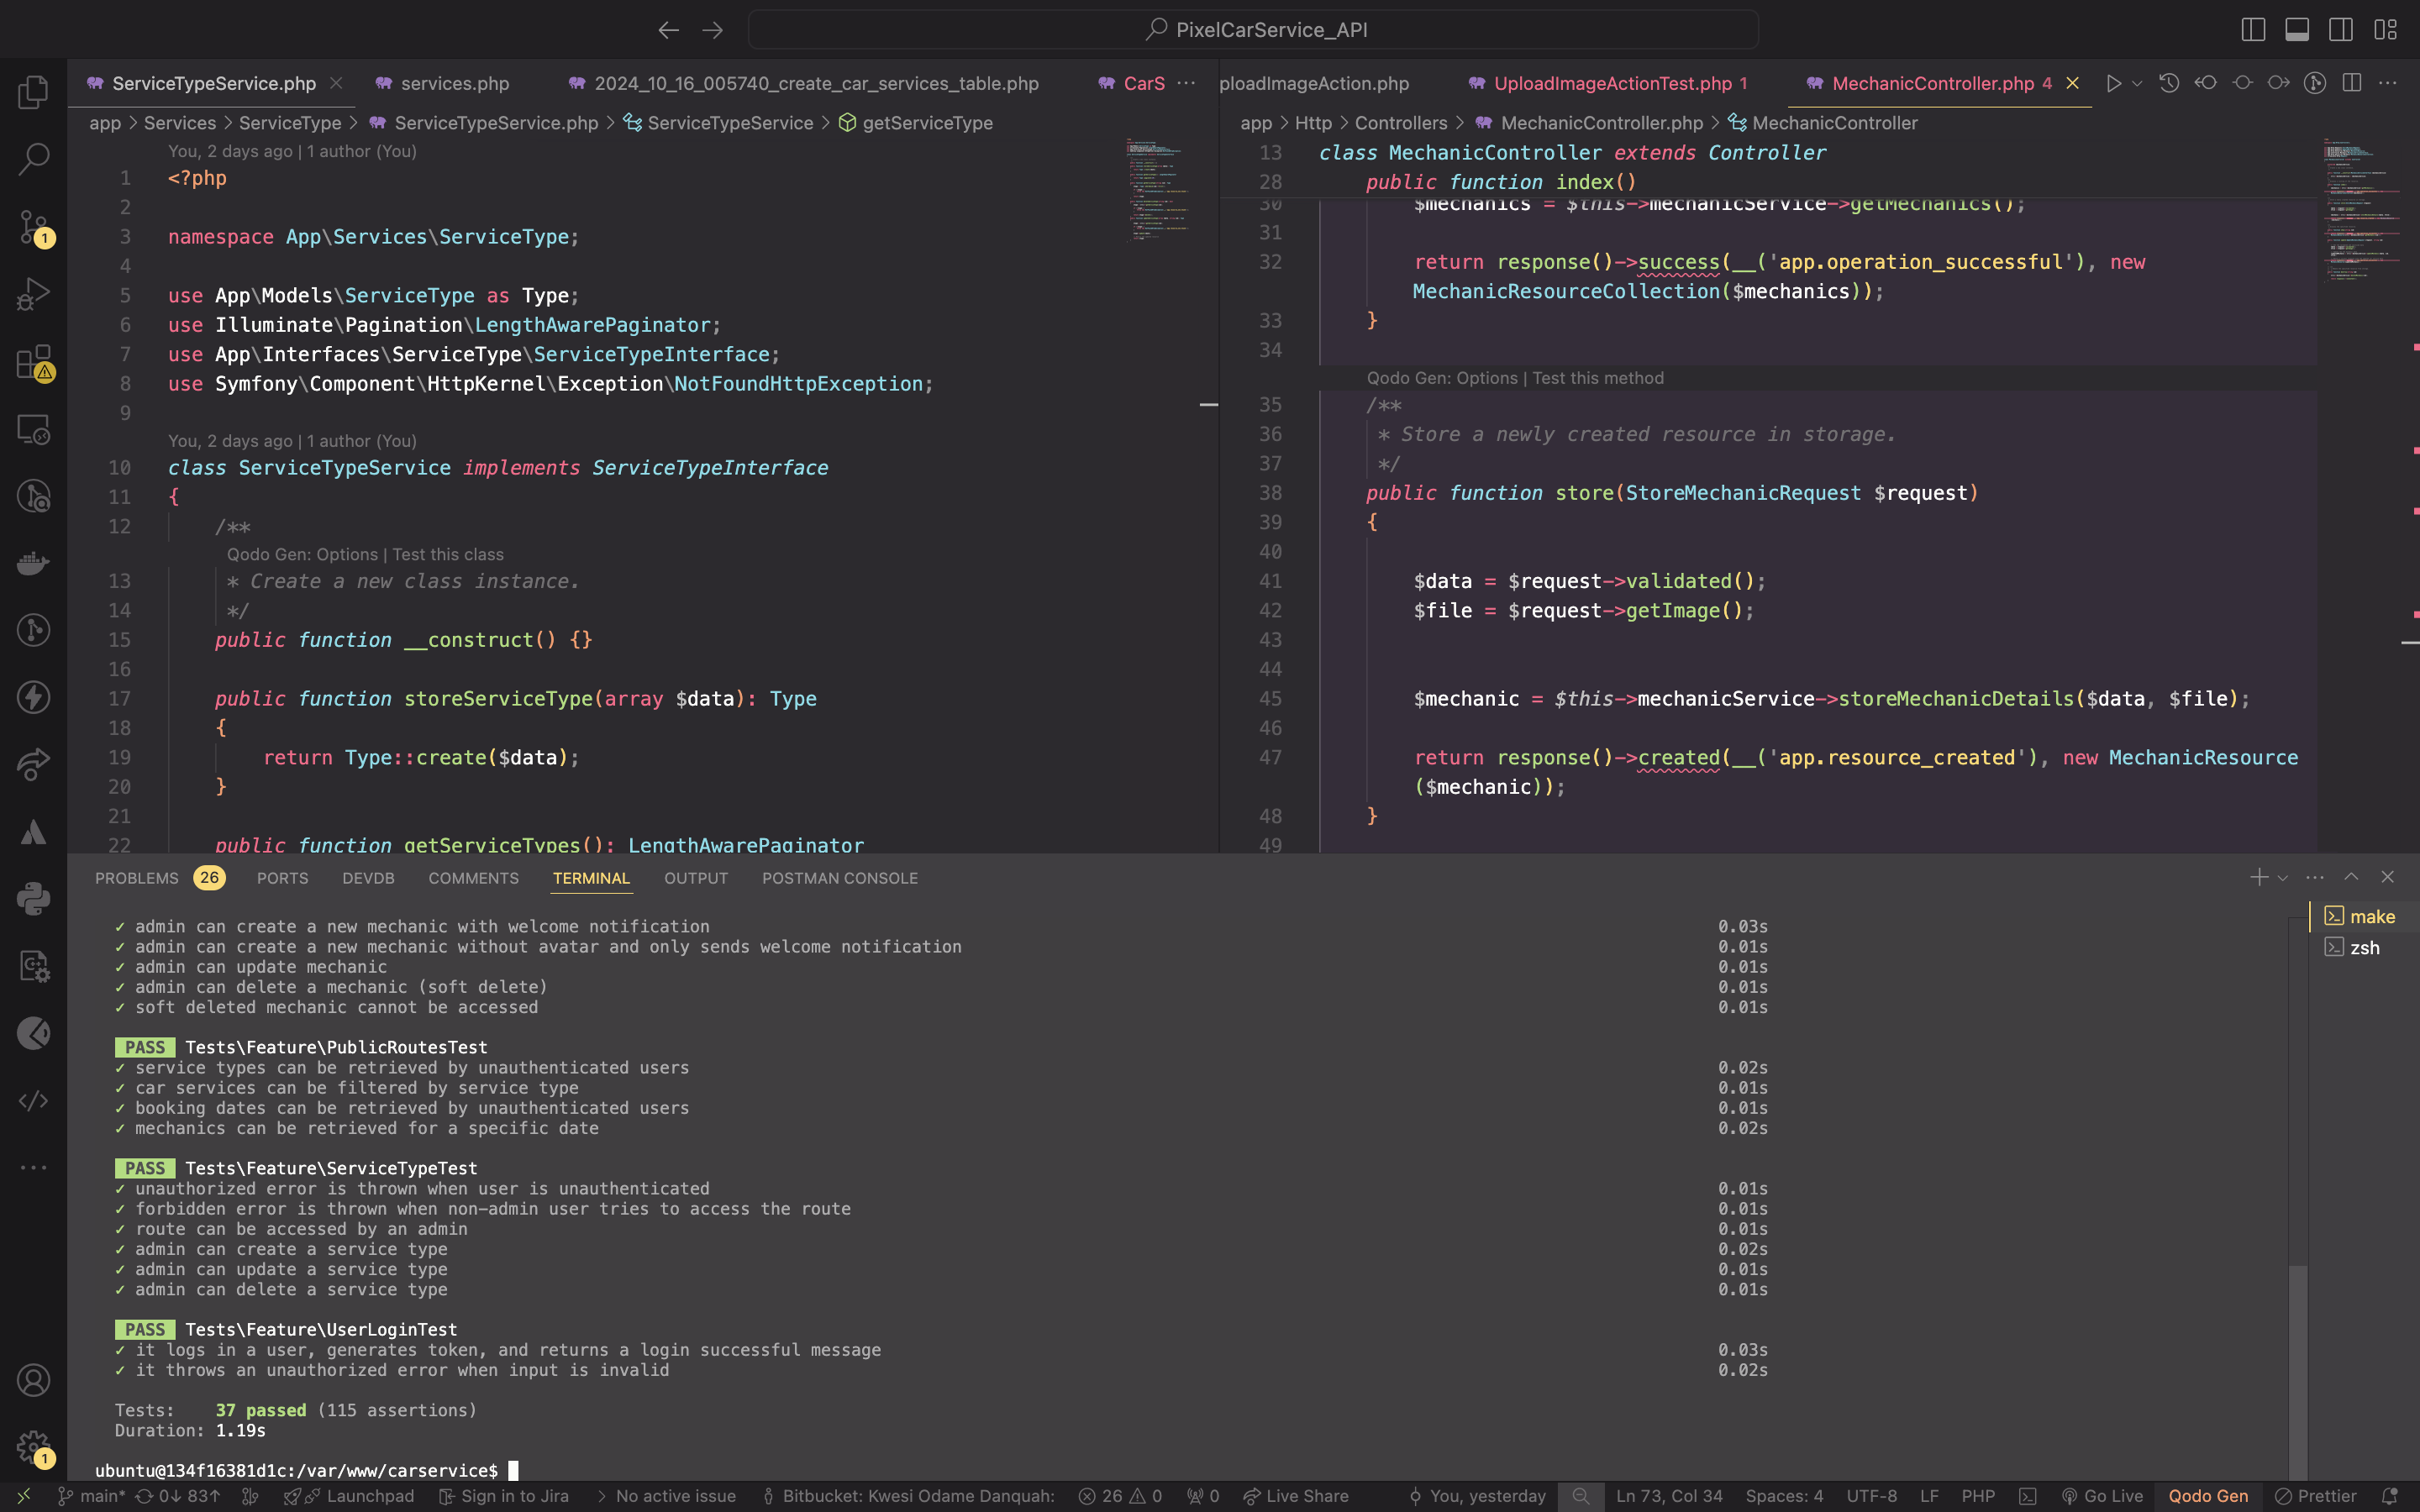 PixelCarService_API
ServiceTypeService.php
services.php
2024_10_16_005740_create_car_services_table.php
CarS
app > Services > ServiceType > ServiceTypeService.php > ServiceTypeService > getServiceType
You, 2 days ago | 1 author (You)
1 <?php
2
3 namespace App\Services\ServiceType;
4
5 use App\Models\ServiceType as Type;
6 use Illuminate\Pagination\LengthAwarePaginator;
7 use App\Interfaces\ServiceType\ServiceTypeInterface;
8 use Symfony\Component\HttpKernel\Exception\NotFoundHttpException;
9
You, 2 days ago | 1 author (You)
10 class ServiceTypeService implements ServiceTypeInterface
11 {
12 /**
Qodo Gen: Options | Test this class
13 * Create a new class instance.
14 */
15 public function __construct() {}
16
17 public function storeServiceType(array $data): Type
18 {
19 return Type::create($data);
20 }
21
22 public function getServiceTypes(): LengthAwarePaginator
ploadImageAction.php
UploadImageActionTest.php 1
MechanicController.php 4
app > Http > Controllers > MechanicController.php > MechanicController
13 class MechanicController extends Controller
28 public function index()
30 $mechanics = $this->mechanicService->getMechanics();
31
32 return response()->success(__('app.operation_successful'), new
MechanicResourceCollection($mechanics));
33 }
34
Qodo Gen: Options | Test this method
35 /**
36 * Store a newly created resource in storage.
37 */
38 public function store(StoreMechanicRequest $request)
39 {
40
41 $data = $request->validated();
42 $file = $request->getImage();
43
44
45 $mechanic = $this->mechanicService->storeMechanicDetails($data, $file);
46
47 return response()->created(__('app.resource_created'), new MechanicResource
($mechanic));
48 }
49
PROBLEMS 26 PORTS DEVDB COMMENTS TERMINAL OUTPUT POSTMAN CONSOLE
make
zsh
✓ admin can create a new mechanic with welcome notification 0.03s
✓ admin can create a new mechanic without avatar and only sends welcome notification 0.01s
✓ admin can update mechanic 0.01s
✓ admin can delete a mechanic (soft delete) 0.01s
✓ soft deleted mechanic cannot be accessed 0.01s
PASS Tests\Feature\PublicRoutesTest
✓ service types can be retrieved by unauthenticated users 0.02s
✓ car services can be filtered by service type 0.01s
✓ booking dates can be retrieved by unauthenticated users 0.01s
✓ mechanics can be retrieved for a specific date 0.02s
PASS Tests\Feature\ServiceTypeTest
✓ unauthorized error is thrown when user is unauthenticated 0.01s
✓ forbidden error is thrown when non-admin user tries to access the route 0.01s
✓ route can be accessed by an admin 0.01s
✓ admin can create a service type 0.02s
✓ admin can update a service type 0.01s
✓ admin can delete a service type 0.01s
PASS Tests\Feature\UserLoginTest
✓ it logs in a user, generates token, and returns a login successful message 0.03s
✓ it throws an unauthorized error when input is invalid 0.02s
Tests: 37 passed (115 assertions)
Duration: 1.19s
ubuntu@134f16381d1c:/var/www/carservice$
1
1
main* 0↓ 83↑ Launchpad Sign in to Jira No active issue Bitbucket: Kwesi Odame Danquah: 26 0 0 Live Share You, yesterday Ln 73, Col 34 Spaces: 4 UTF-8 LF PHP Go Live Qodo Gen Prettier